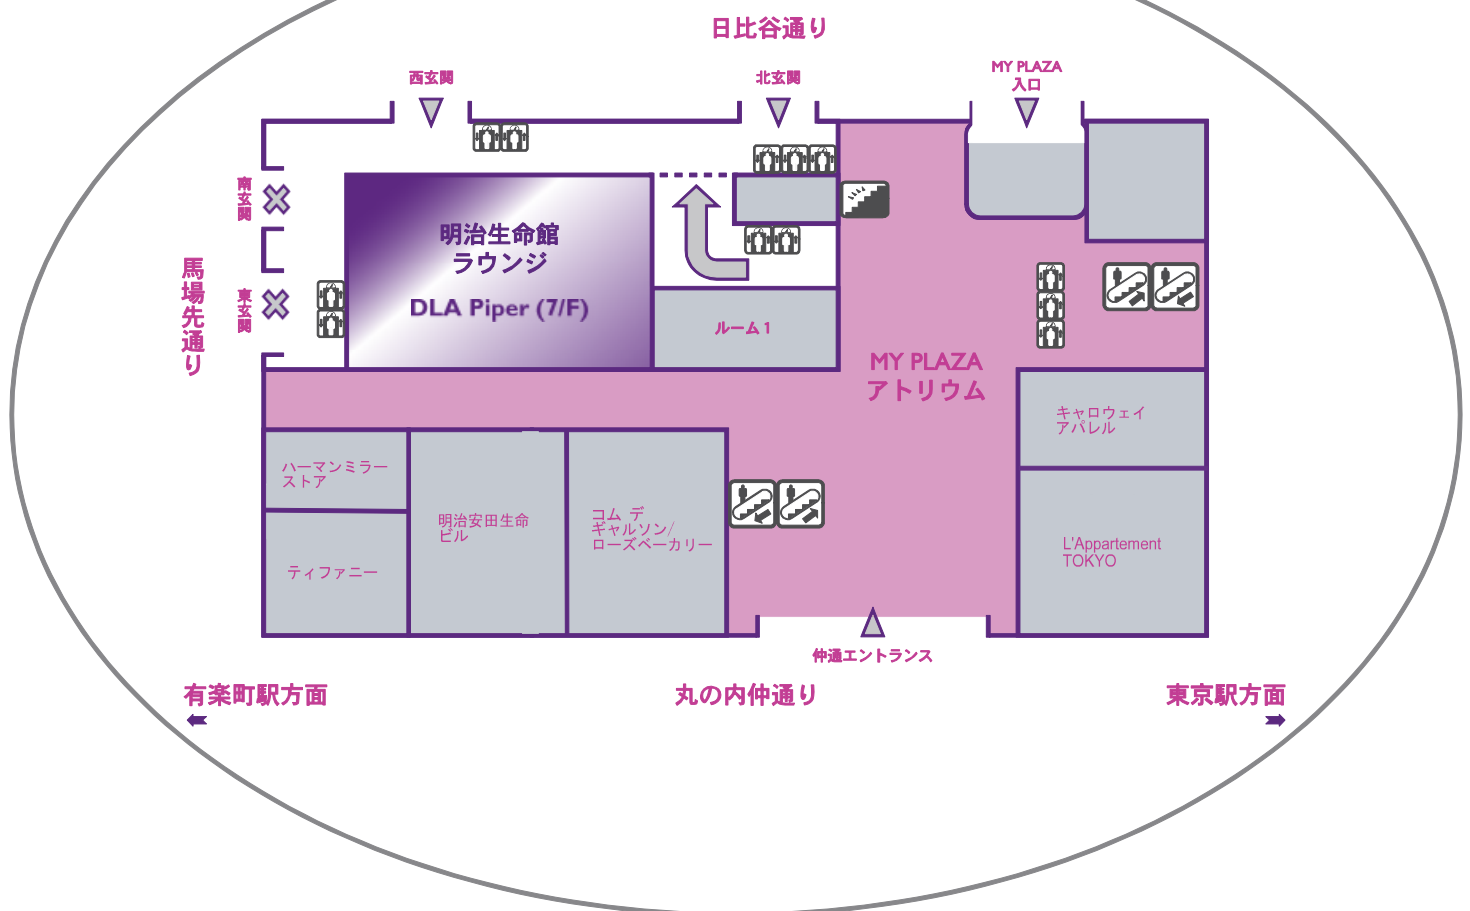 日比谷通り
西玄関
北玄関
MY PLAZA
入口
南玄関
明治生命館
ラウンジ
DLA Piper (7/F)
馬場先通り
東玄関
ルーム 1
MY PLAZA
アトリウム
キャロウェイ
アパレル
ハーマンミラー
ストア
明治安田生命
ビル
コム デ
ギャルソン/
ローズベーカリー
L'Appartement
TOKYO
ティファニー
仲通エントランス
有楽町駅方面
丸の内仲通り
東京駅方面